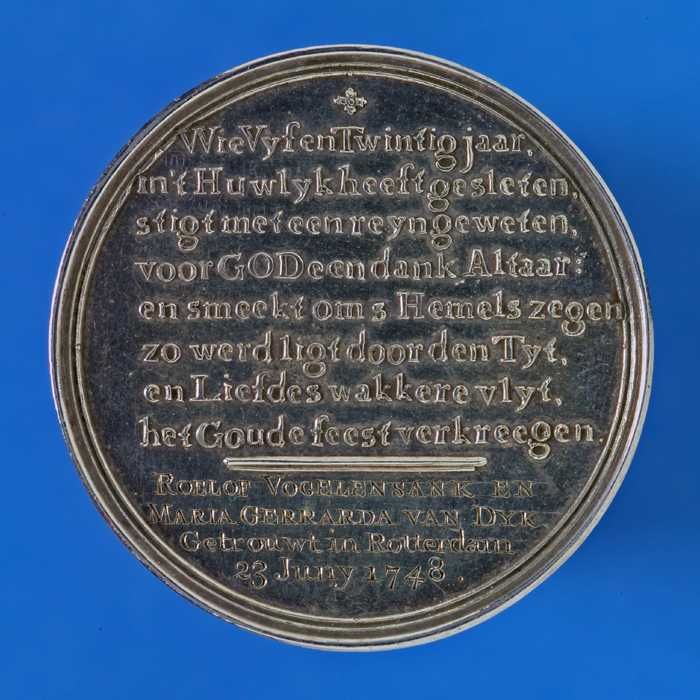 Wie Vyf en Twintig jaar,
in't Huwlyk heeft gesleten,
stigt met een reyn geweten,
voor GOD een dank Altaar:
en smeekt om s Hemels zegen
zo werd ligt door den Tyt,
en Liefdes wakkere vlyt,
het Goude feest verkreegen.
ROELOF VOGELENSANK EN
MARIA GERRARDA VAN DYK
Getrouwt in Rotterdam
23 Juny 1748.